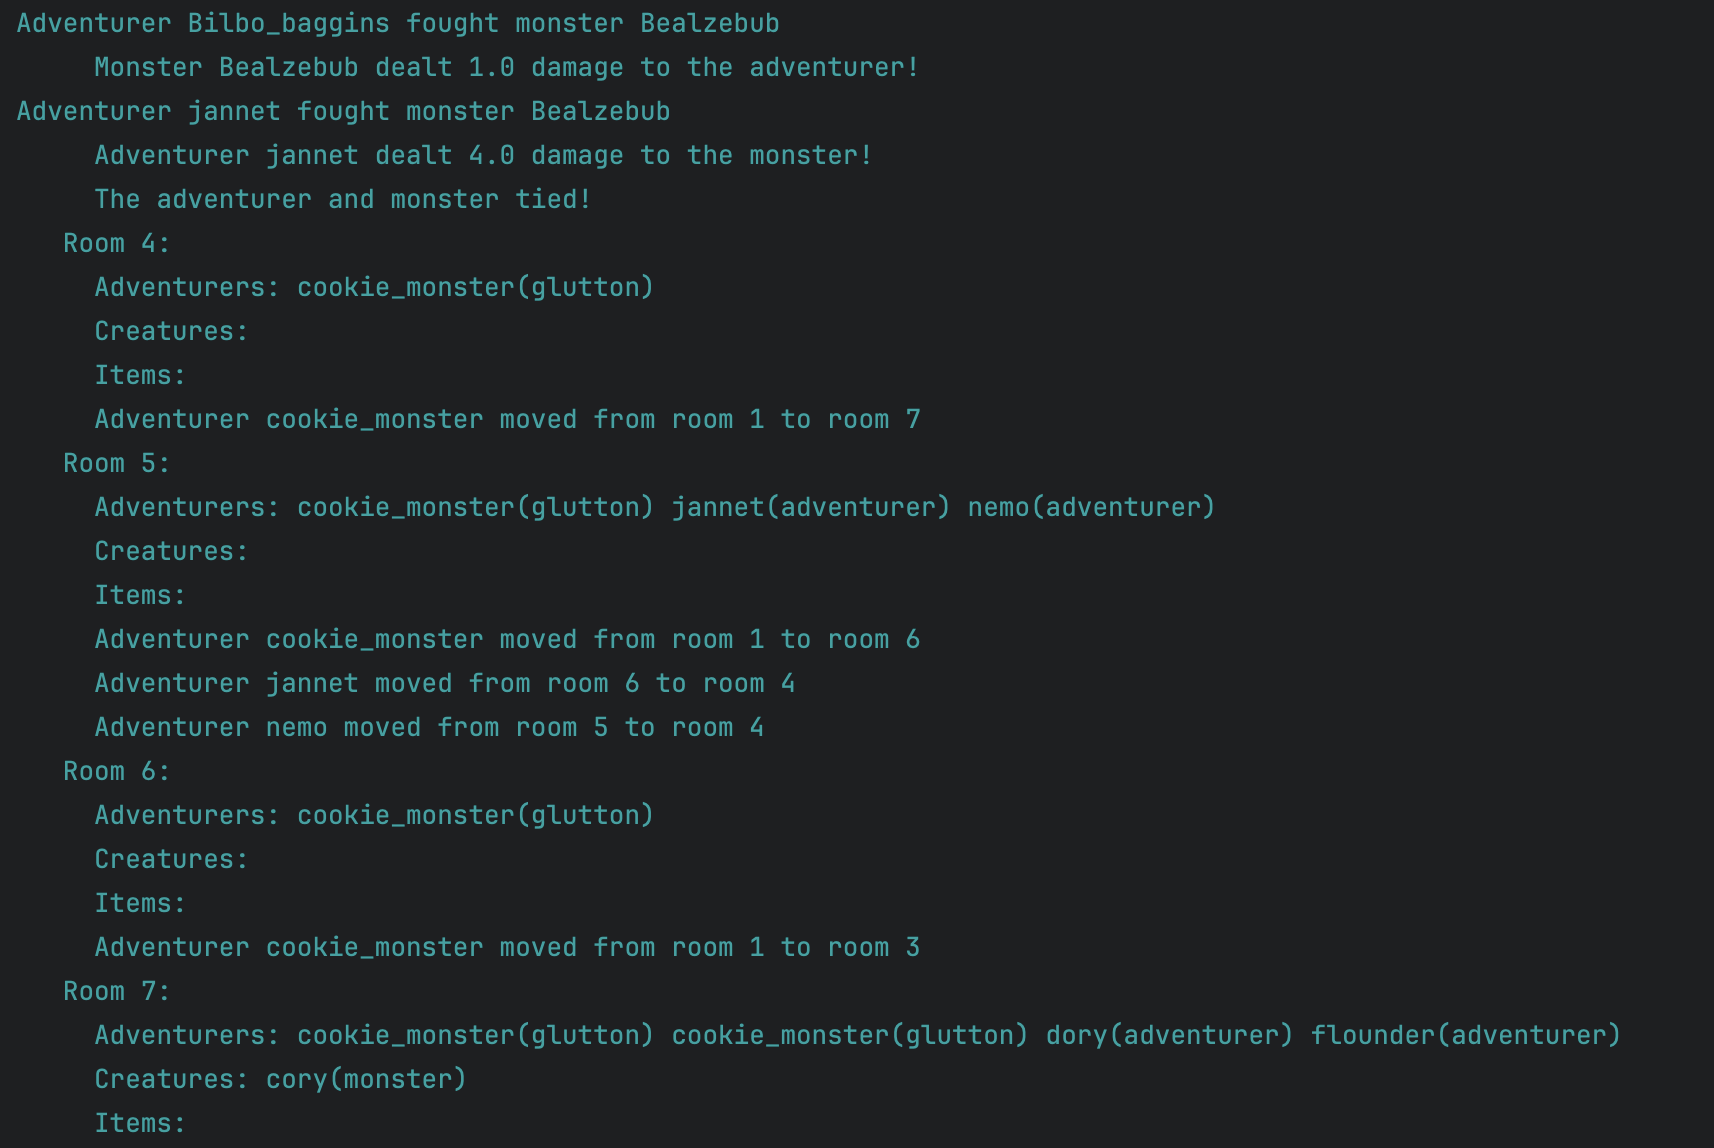 Adventurer Bilbo_baggins fought monster Bealzebub
Monster Bealzebub dealt 1.0 damage to the adventurer!
Adventurer jannet fought monster Bealzebub
Adventurer jannet dealt 4.0 damage to the monster!
The adventurer and monster tied!
Room 4:
Adventurers: cookie_monster(glutton)
Creatures:
Items:
Adventurer cookie_monster moved from room 1 to room 7
Room 5:
Adventurers: cookie_monster(glutton) jannet(adventurer) nemo(adventurer)
Creatures:
Items:
Adventurer cookie_monster moved from room 1 to room 6
Adventurer jannet moved from room 6 to room 4
Adventurer nemo moved from room 5 to room 4
Room 6:
Adventurers: cookie_monster(glutton)
Creatures:
Items:
Adventurer cookie_monster moved from room 1 to room 3
Room 7:
Adventurers: cookie_monster(glutton) cookie_monster(glutton) dory(adventurer) flounder(adventurer)
Creatures: cory(monster)
Items: